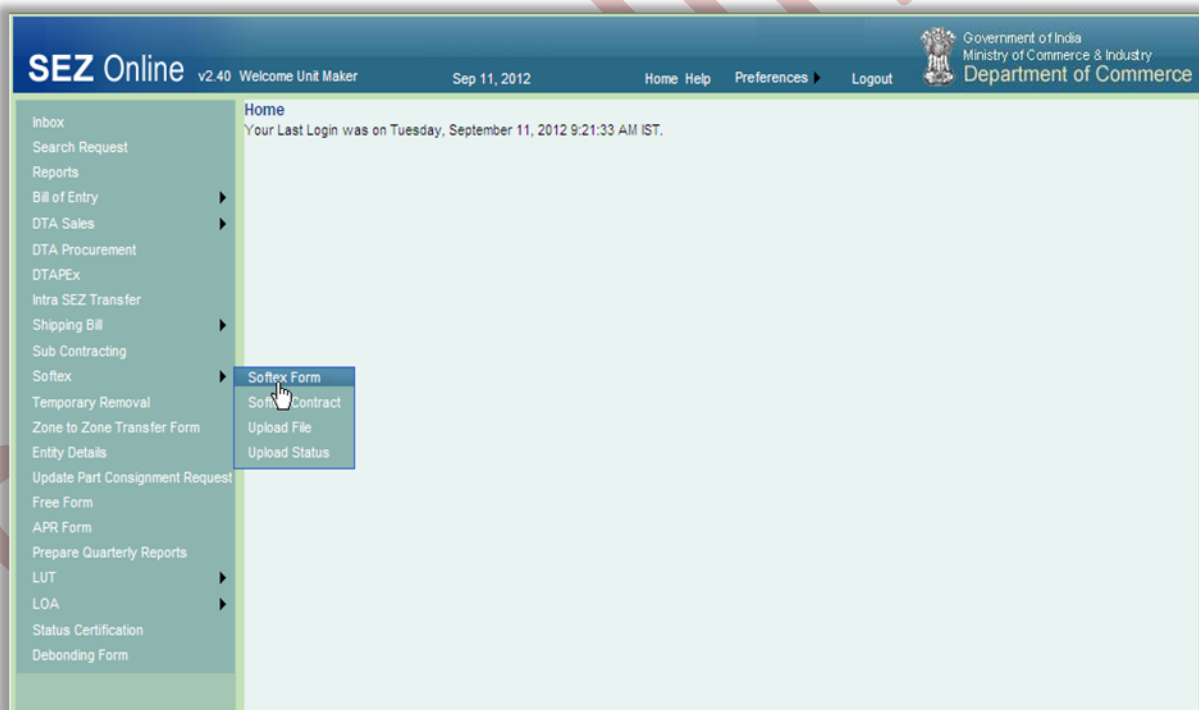 SEZ Online v2.40 Welcome Unit Maker Sep 11, 2012 Home Help Preferences Logout
Government of India
Ministry of Commerce & Industry
Department of Commerce
Home
Your Last Login was on Tuesday, September 11, 2012 9:21:33 AM IST.
Inbox
Search Request
Reports
Bill of Entry
DTA Sales
DTA Procurement
DTAPEx
Intra SEZ Transfer
Shipping Bill
Sub Contracting
Softex
Temporary Removal
Zone to Zone Transfer Form
Entity Details
Update Part Consignment Request
Free Form
APR Form
Prepare Quarterly Reports
LUT
LOA
Status Certification
Debonding Form
Softex Form
Softex Contract
Upload File
Upload Status